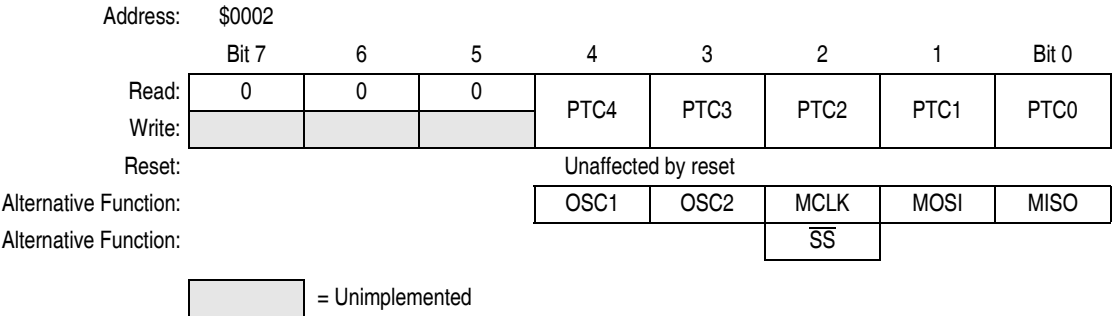 Address: $0002
Bit 7 6 5 4 3 2 1 Bit 0
Read: 0 0 0 PTC4 PTC3 PTC2 PTC1 PTC0
Write:
Reset: Unaffected by reset
Alternative Function: OSC1 OSC2 MCLK MOSI MISO
Alternative Function: S̅S̅
= Unimplemented